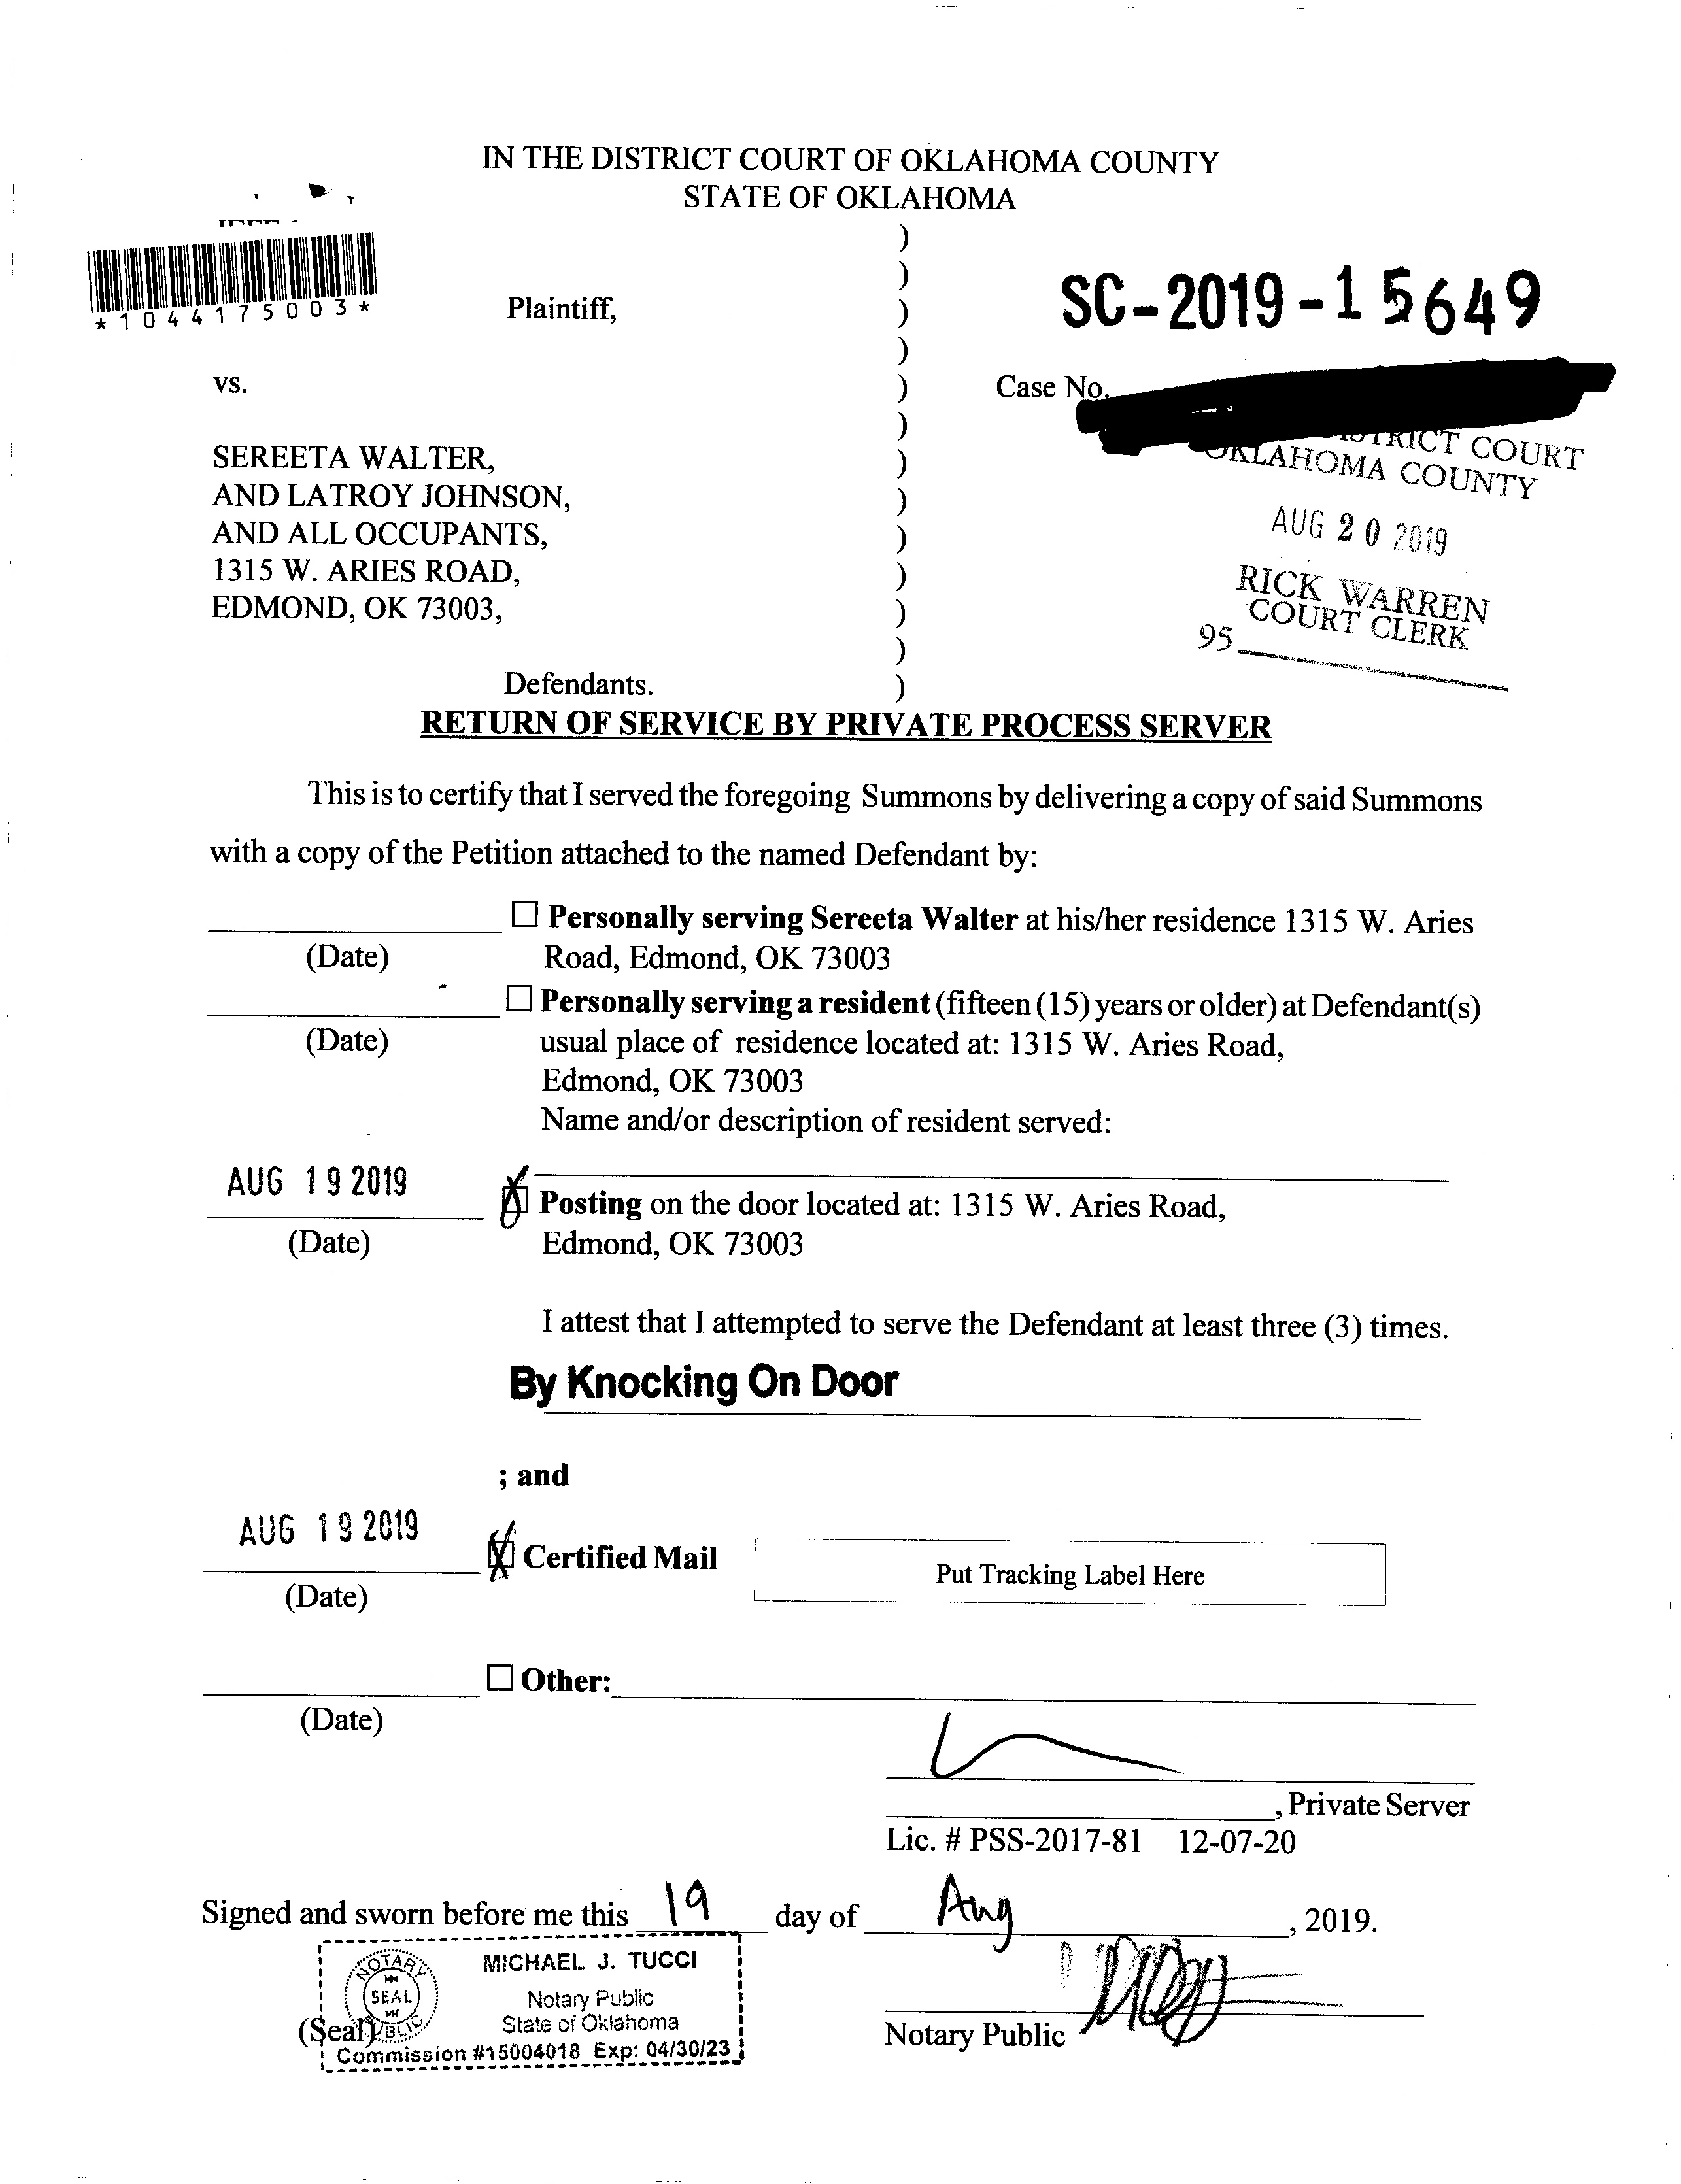 IN THE DISTRICT COURT OF OKLAHOMA COUNTY
STATE OF OKLAHOMA
*1044175003*
Plaintiff,
SC-2019-15649
vs.
Case No.
SEREETA WALTER,
AND LATROY JOHNSON,
AND ALL OCCUPANTS,
1315 W. ARIES ROAD,
EDMOND, OK 73003,
COURT
OKLAHOMA COUNTY
AUG 20 2019
RICK WARREN
COURT CLERK
95
Defendants.
RETURN OF SERVICE BY PRIVATE PROCESS SERVER
This is to certify that I served the foregoing Summons by delivering a copy of said Summons
with a copy of the Petition attached to the named Defendant by:
☐ Personally serving Sereeta Walter at his/her residence 1315 W. Aries
(Date) Road, Edmond, OK 73003
☐ Personally serving a resident (fifteen (15) years or older) at Defendant(s)
(Date) usual place of residence located at: 1315 W. Aries Road,
Edmond, OK 73003
Name and/or description of resident served:
AUG 19 2019 ☒ Posting on the door located at: 1315 W. Aries Road,
(Date) Edmond, OK 73003
I attest that I attempted to serve the Defendant at least three (3) times.
By Knocking On Door
; and
AUG 19 2019 ☒ Certified Mail Put Tracking Label Here
(Date)
☐ Other:
(Date)
, Private Server
Lic. # PSS-2017-81 12-07-20
Signed and sworn before me this 19 day of Aug, 2019.
NOTARY PUBLIC
SEAL
MICHAEL J. TUCCI
Notary Public
State of Oklahoma
(Seal)
Commission #15004018 Exp: 04/30/23
Notary Public